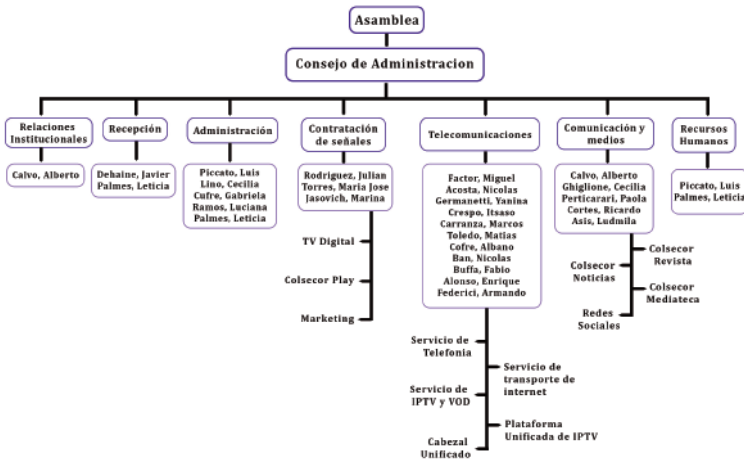 Asamblea
Consejo de Administracion
Relaciones
Institucionales
Calvo, Alberto
Recepción
Dehaine, Javier
Palmes, Leticia
Administración
Piccato, Luis
Lino, Cecilia
Cufre, Gabriela
Ramos, Luciana
Palmes, Leticia
Contratación
de señales
Rodriguez, Julian
Torres, Maria Jose
Jasovich, Marina
TV Digital
Colsecor Play
Marketing
Telecomunicaciones
Factor, Miguel
Acosta, Nicolas
Germanetti, Yanina
Crespo, Itsaso
Carranza, Marcos
Toledo, Matias
Cofre, Albano
Ban, Nicolas
Buffa, Fabio
Alonso, Enrique
Federici, Armando
Servicio de
Telefonia
Servicio de
transporte de
internet
Servicio de
IPTV y VOD
Plataforma
Unificada de IPTV
Cabezal
Unificado
Comunicación y
medios
Calvo, Alberto
Ghiglione, Cecilia
Perticarari, Paola
Cortes, Ricardo
Asis, Ludmila
Colsecor
Revista
Colsecor
Noticias
Colsecor
Mediateca
Redes
Sociales
Recursos
Humanos
Piccato, Luis
Palmes, Leticia